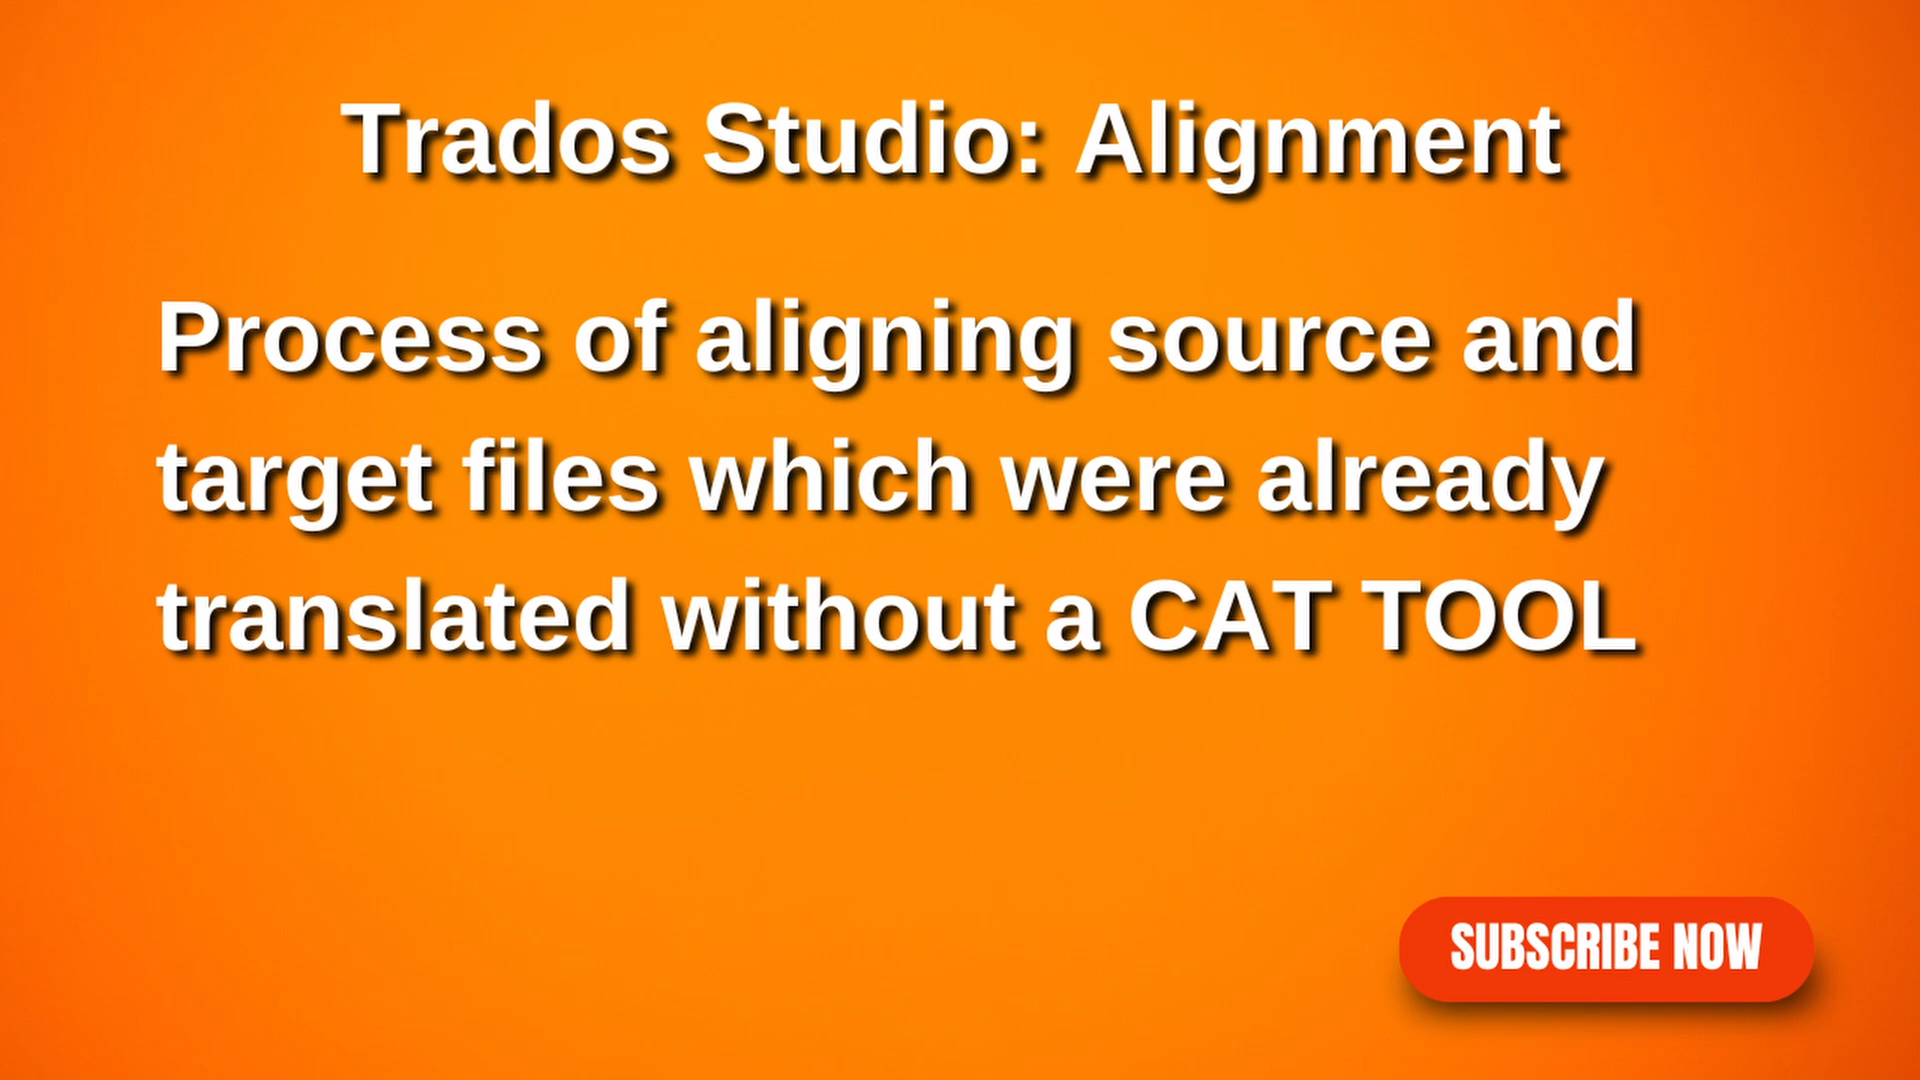 Trados Studio: Alignment
Process of aligning source and
target files which were already
translated without a CAT TOOL
SUBSCRIBE NOW